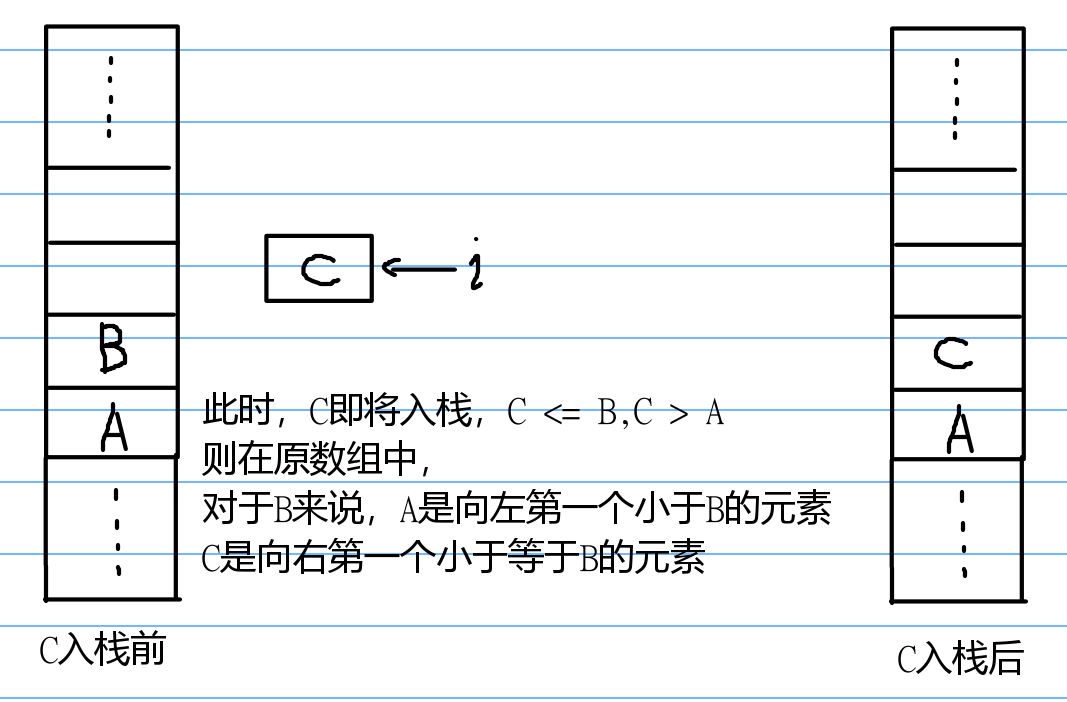 C ← i
B
A
C
A
此时，C即将入栈，C <= B,C > A
则在原数组中，
对于B来说，A是向左第一个小于B的元素
C是向右第一个小于等于B的元素
C入栈前
C入栈后